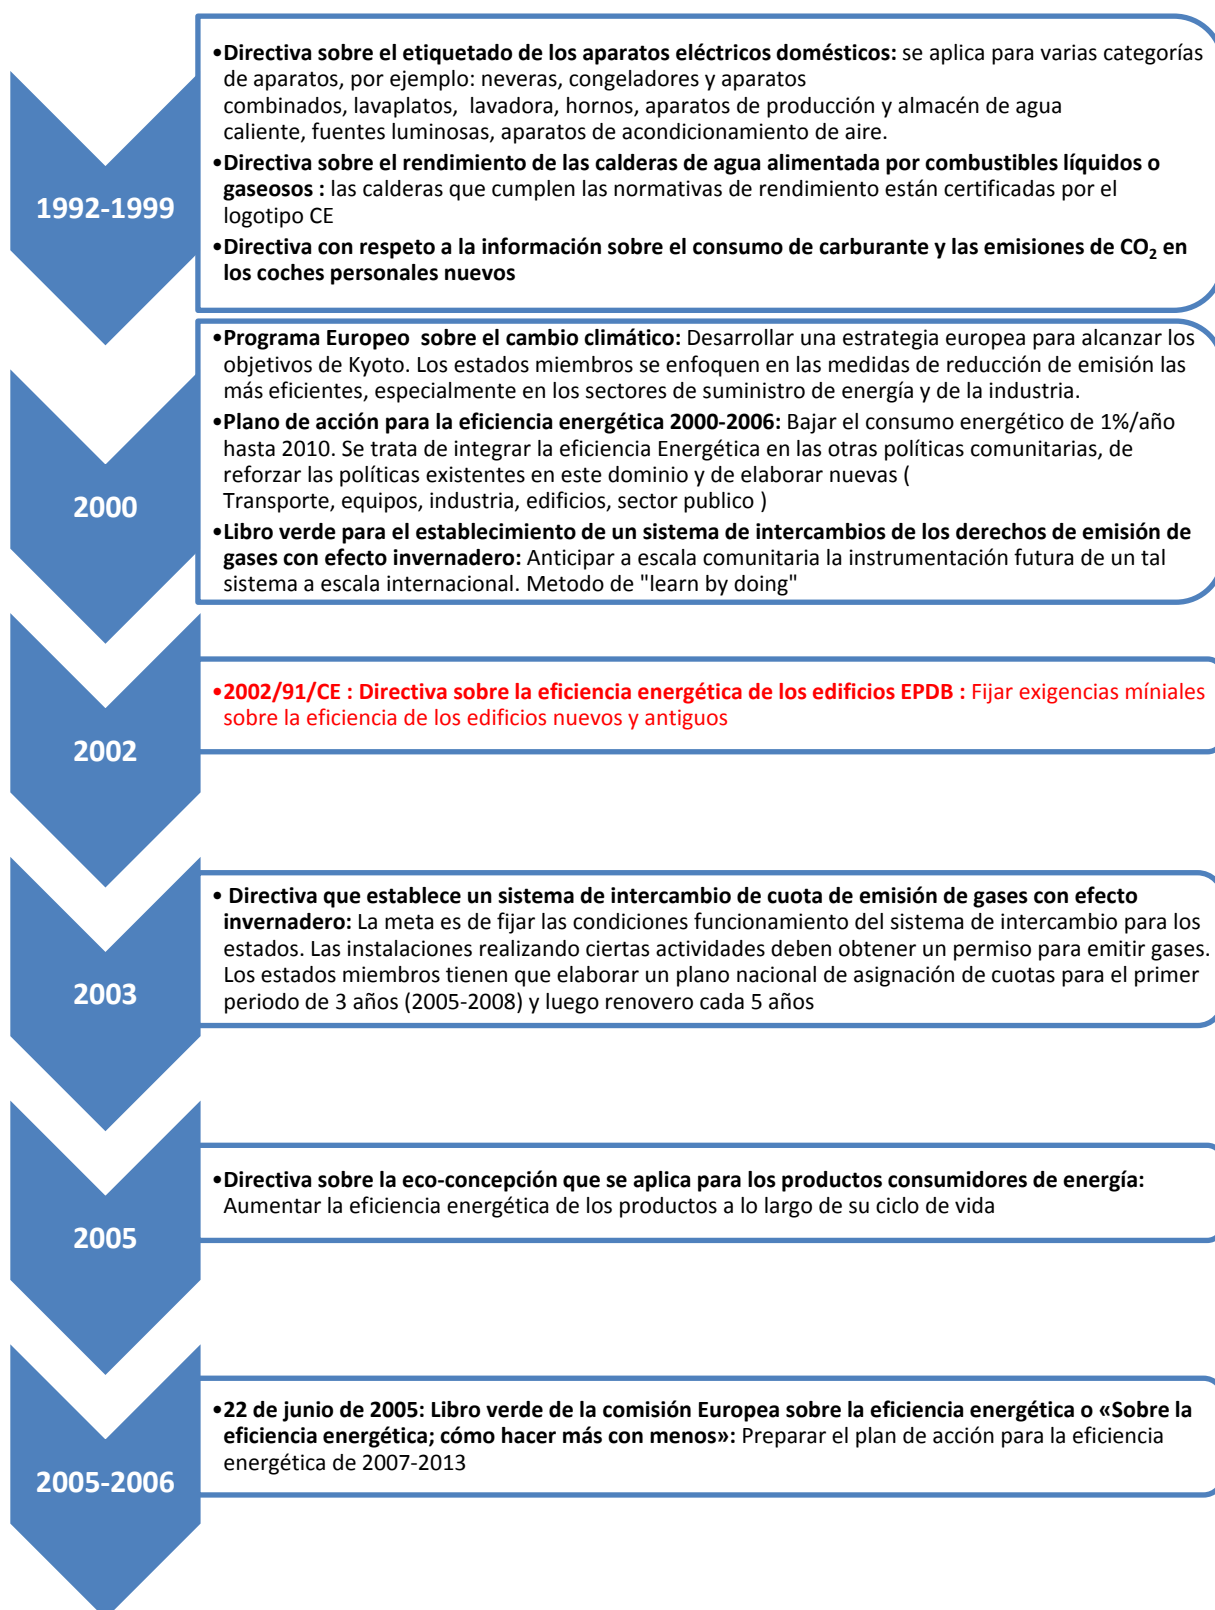 1992-1999
•Directiva sobre el etiquetado de los aparatos eléctricos domésticos: se aplica para varias categorías
de aparatos, por ejemplo: neveras, congeladores y aparatos
combinados, lavaplatos, lavadora, hornos, aparatos de producción y almacén de agua
caliente, fuentes luminosas, aparatos de acondicionamiento de aire.
•Directiva sobre el rendimiento de las calderas de agua alimentada por combustibles líquidos o
gaseosos : las calderas que cumplen las normativas de rendimiento están certificadas por el
logotipo CE
•Directiva con respeto a la información sobre el consumo de carburante y las emisiones de CO₂ en
los coches personales nuevos
2000
•Programa Europeo sobre el cambio climático: Desarrollar una estrategia europea para alcanzar los
objetivos de Kyoto. Los estados miembros se enfoquen en las medidas de reducción de emisión las
más eficientes, especialmente en los sectores de suministro de energía y de la industria.
•Plano de acción para la eficiencia energética 2000-2006: Bajar el consumo energético de 1%/año
hasta 2010. Se trata de integrar la eficiencia Energética en las otras políticas comunitarias, de
reforzar las políticas existentes en este dominio y de elaborar nuevas (
Transporte, equipos, industria, edificios, sector publico )
•Libro verde para el establecimiento de un sistema de intercambios de los derechos de emisión de
gases con efecto invernadero: Anticipar a escala comunitaria la instrumentación futura de un tal
sistema a escala internacional. Metodo de "learn by doing"
2002
•2002/91/CE : Directiva sobre la eficiencia energética de los edificios EPDB : Fijar exigencias míniales
sobre la eficiencia de los edificios nuevos y antiguos
2003
• Directiva que establece un sistema de intercambio de cuota de emisión de gases con efecto
invernadero: La meta es de fijar las condiciones funcionamiento del sistema de intercambio para los
estados. Las instalaciones realizando ciertas actividades deben obtener un permiso para emitir gases.
Los estados miembros tienen que elaborar un plano nacional de asignación de cuotas para el primer
periodo de 3 años (2005-2008) y luego renovero cada 5 años
2005
•Directiva sobre la eco-concepción que se aplica para los productos consumidores de energía:
Aumentar la eficiencia energética de los productos a lo largo de su ciclo de vida
2005-2006
•22 de junio de 2005: Libro verde de la comisión Europea sobre la eficiencia energética o «Sobre la
eficiencia energética; cómo hacer más con menos»: Preparar el plan de acción para la eficiencia
energética de 2007-2013